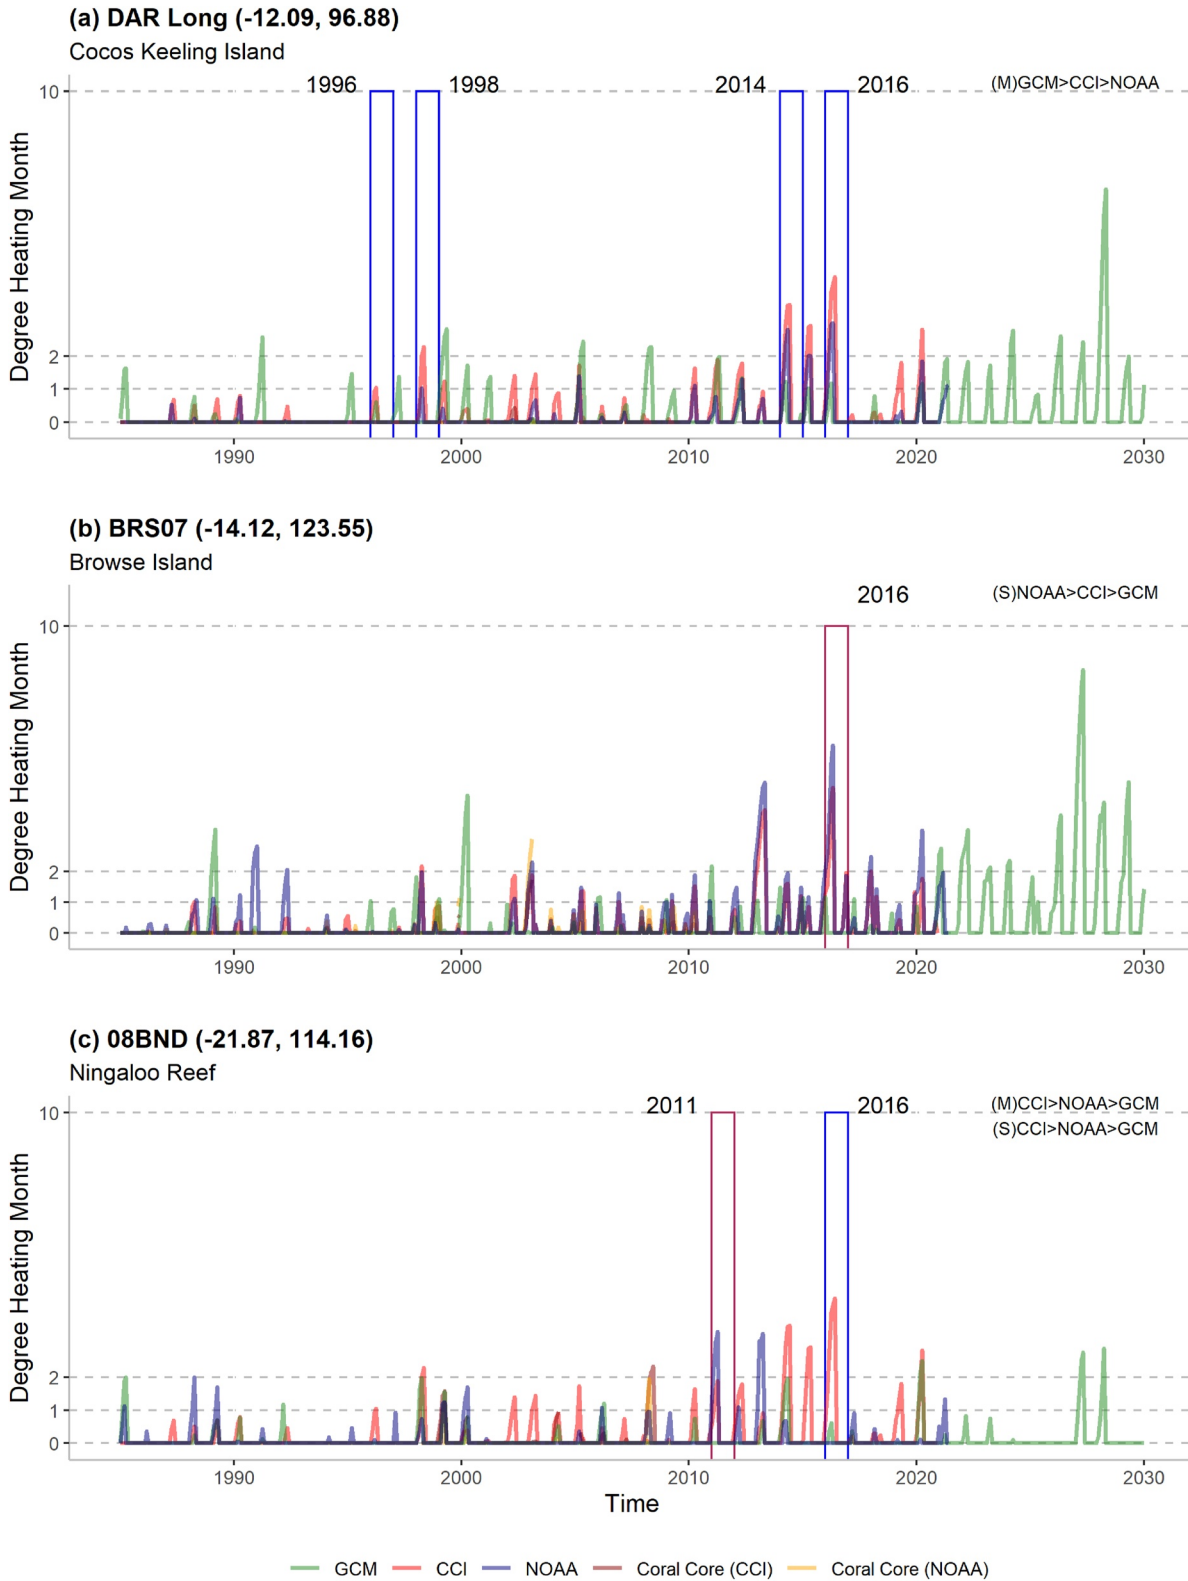 (a) DAR Long (-12.09, 96.88)
Cocos Keeling Island
1996 1998 2014 2016 (M)GCM>CCI>NOAA
10
2
1
0
Degree Heating Month
1990 2000 2010 2020 2030
(b) BRS07 (-14.12, 123.55)
Browse Island
2016 (S)NOAA>CCI>GCM
10
2
1
0
Degree Heating Month
1990 2000 2010 2020 2030
(c) 08BND (-21.87, 114.16)
Ningaloo Reef
2011 2016 (M)CCI>NOAA>GCM
(S)CCI>NOAA>GCM
10
2
1
0
Degree Heating Month
1990 2000 2010 2020 2030
Time
GCM CCI NOAA Coral Core (CCI) Coral Core (NOAA)